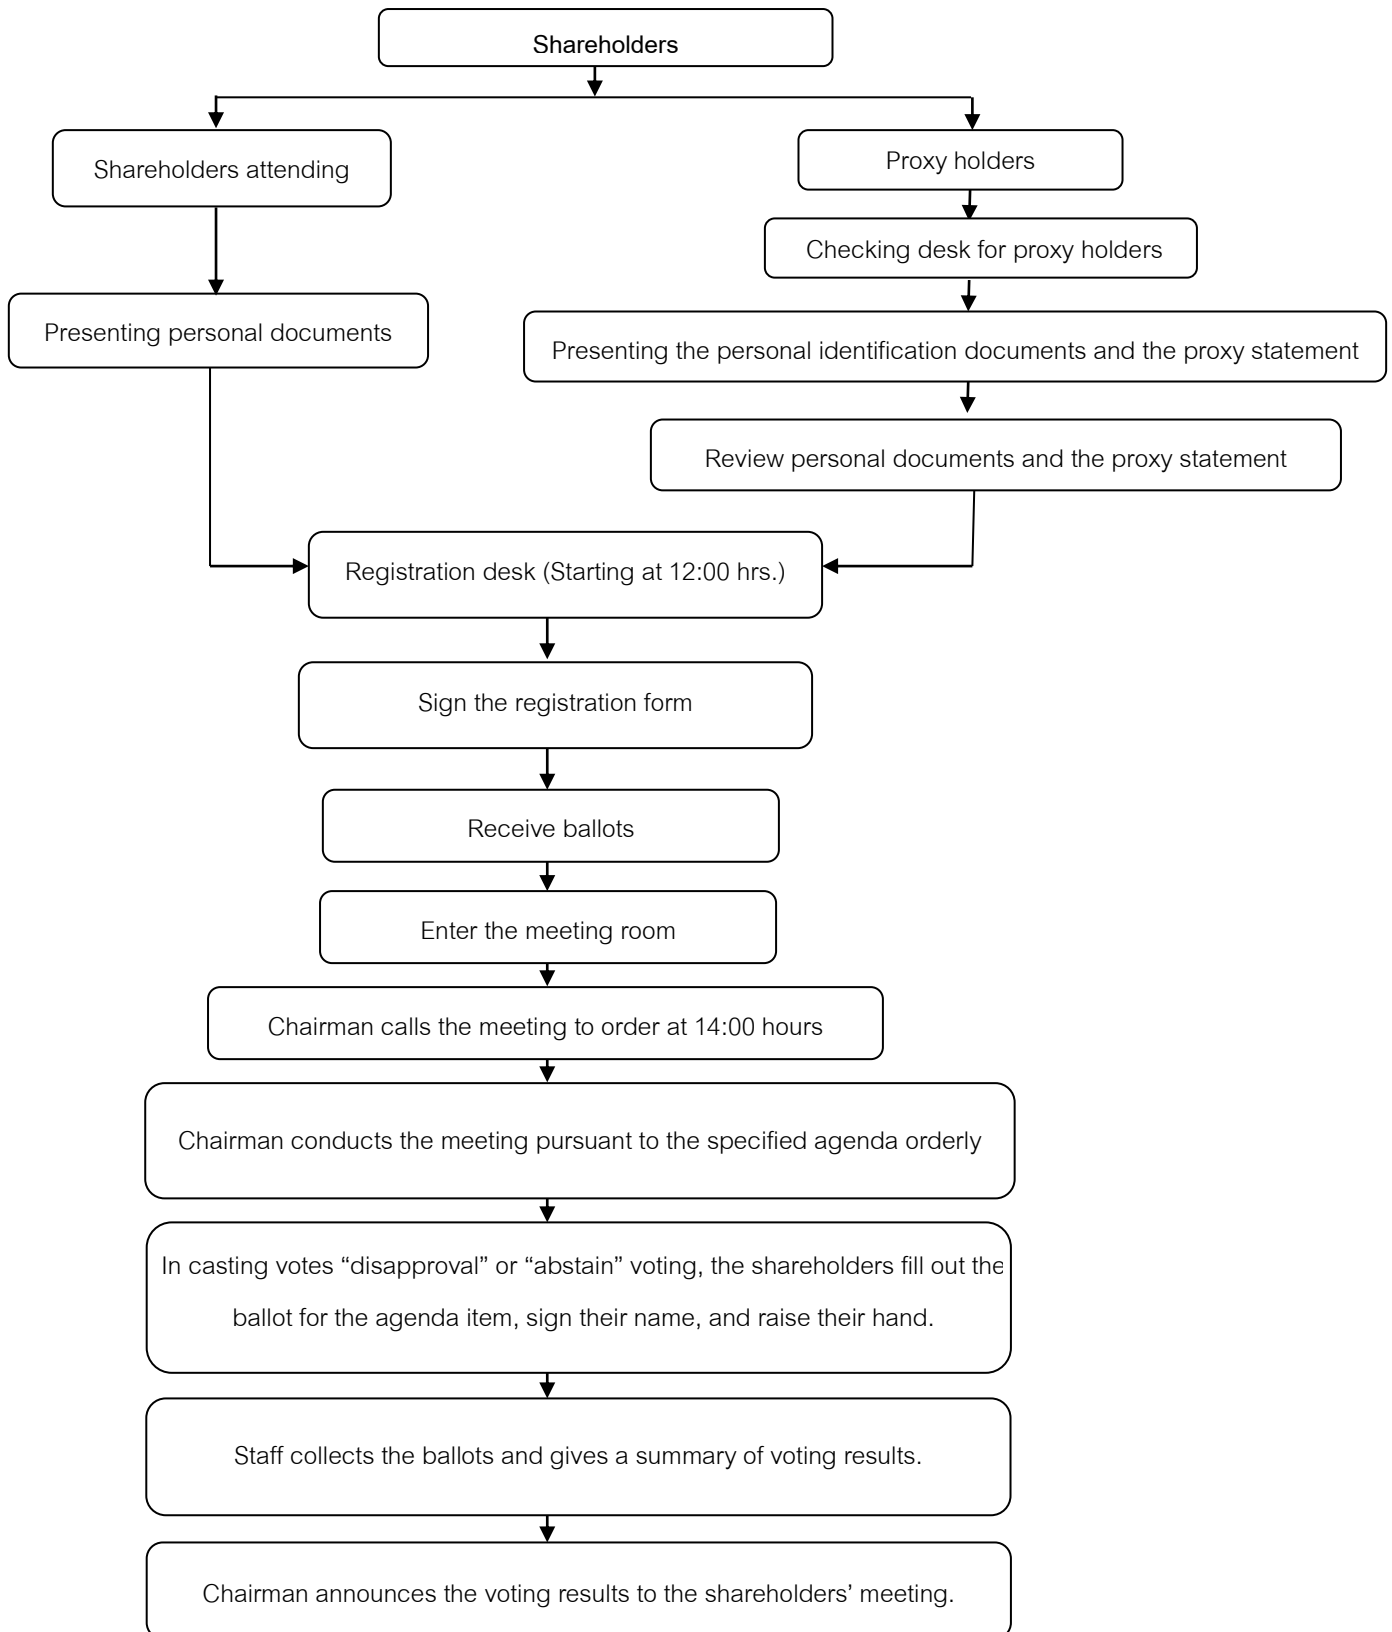 Shareholders
Shareholders attending
Proxy holders
Checking desk for proxy holders
Presenting personal documents
Presenting the personal identification documents and the proxy statement
Review personal documents and the proxy statement
Registration desk (Starting at 12:00 hrs.)
Sign the registration form
Receive ballots
Enter the meeting room
Chairman calls the meeting to order at 14:00 hours
Chairman conducts the meeting pursuant to the specified agenda orderly
In casting votes “disapproval” or “abstain” voting, the shareholders fill out the
ballot for the agenda item, sign their name, and raise their hand.
Staff collects the ballots and gives a summary of voting results.
Chairman announces the voting results to the shareholders’ meeting.